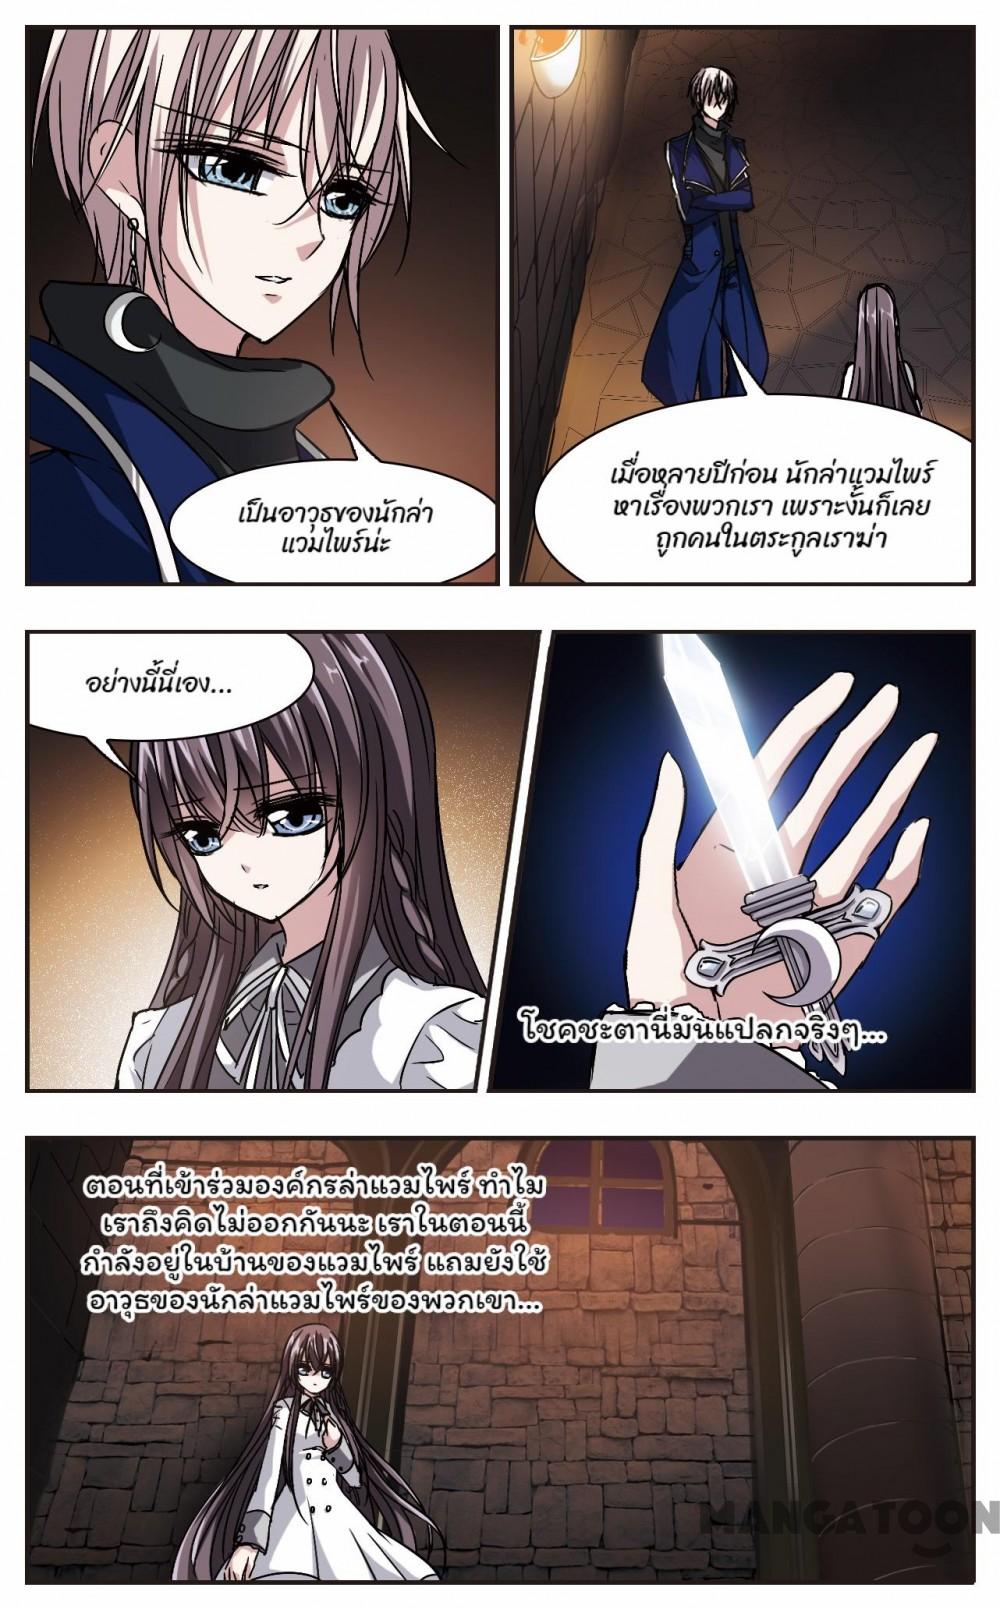 เป็นอาวุธของนักล่า
แวมไพร์น่ะ
เมื่อหลายปีก่อน นักล่าแวมไพร์
หาเรื่องพวกเรา เพราะงั้นก็เลย
ถูกคนในตระกูลเราฆ่า
อย่างนี้นี่เอง...
โชคชะตานี่มันแปลกจริงๆ...
ตอนที่เข้าร่วมองค์กรล่าแวมไพร์ ทำไม
เราถึงคิดไม่ออกกันนะ เราในตอนนี้
กำลังอยู่ในบ้านของแวมไพร์ แถมยังใช้
อาวุธของนักล่าแวมไพร์ของพวกเขา...
MANGATOON